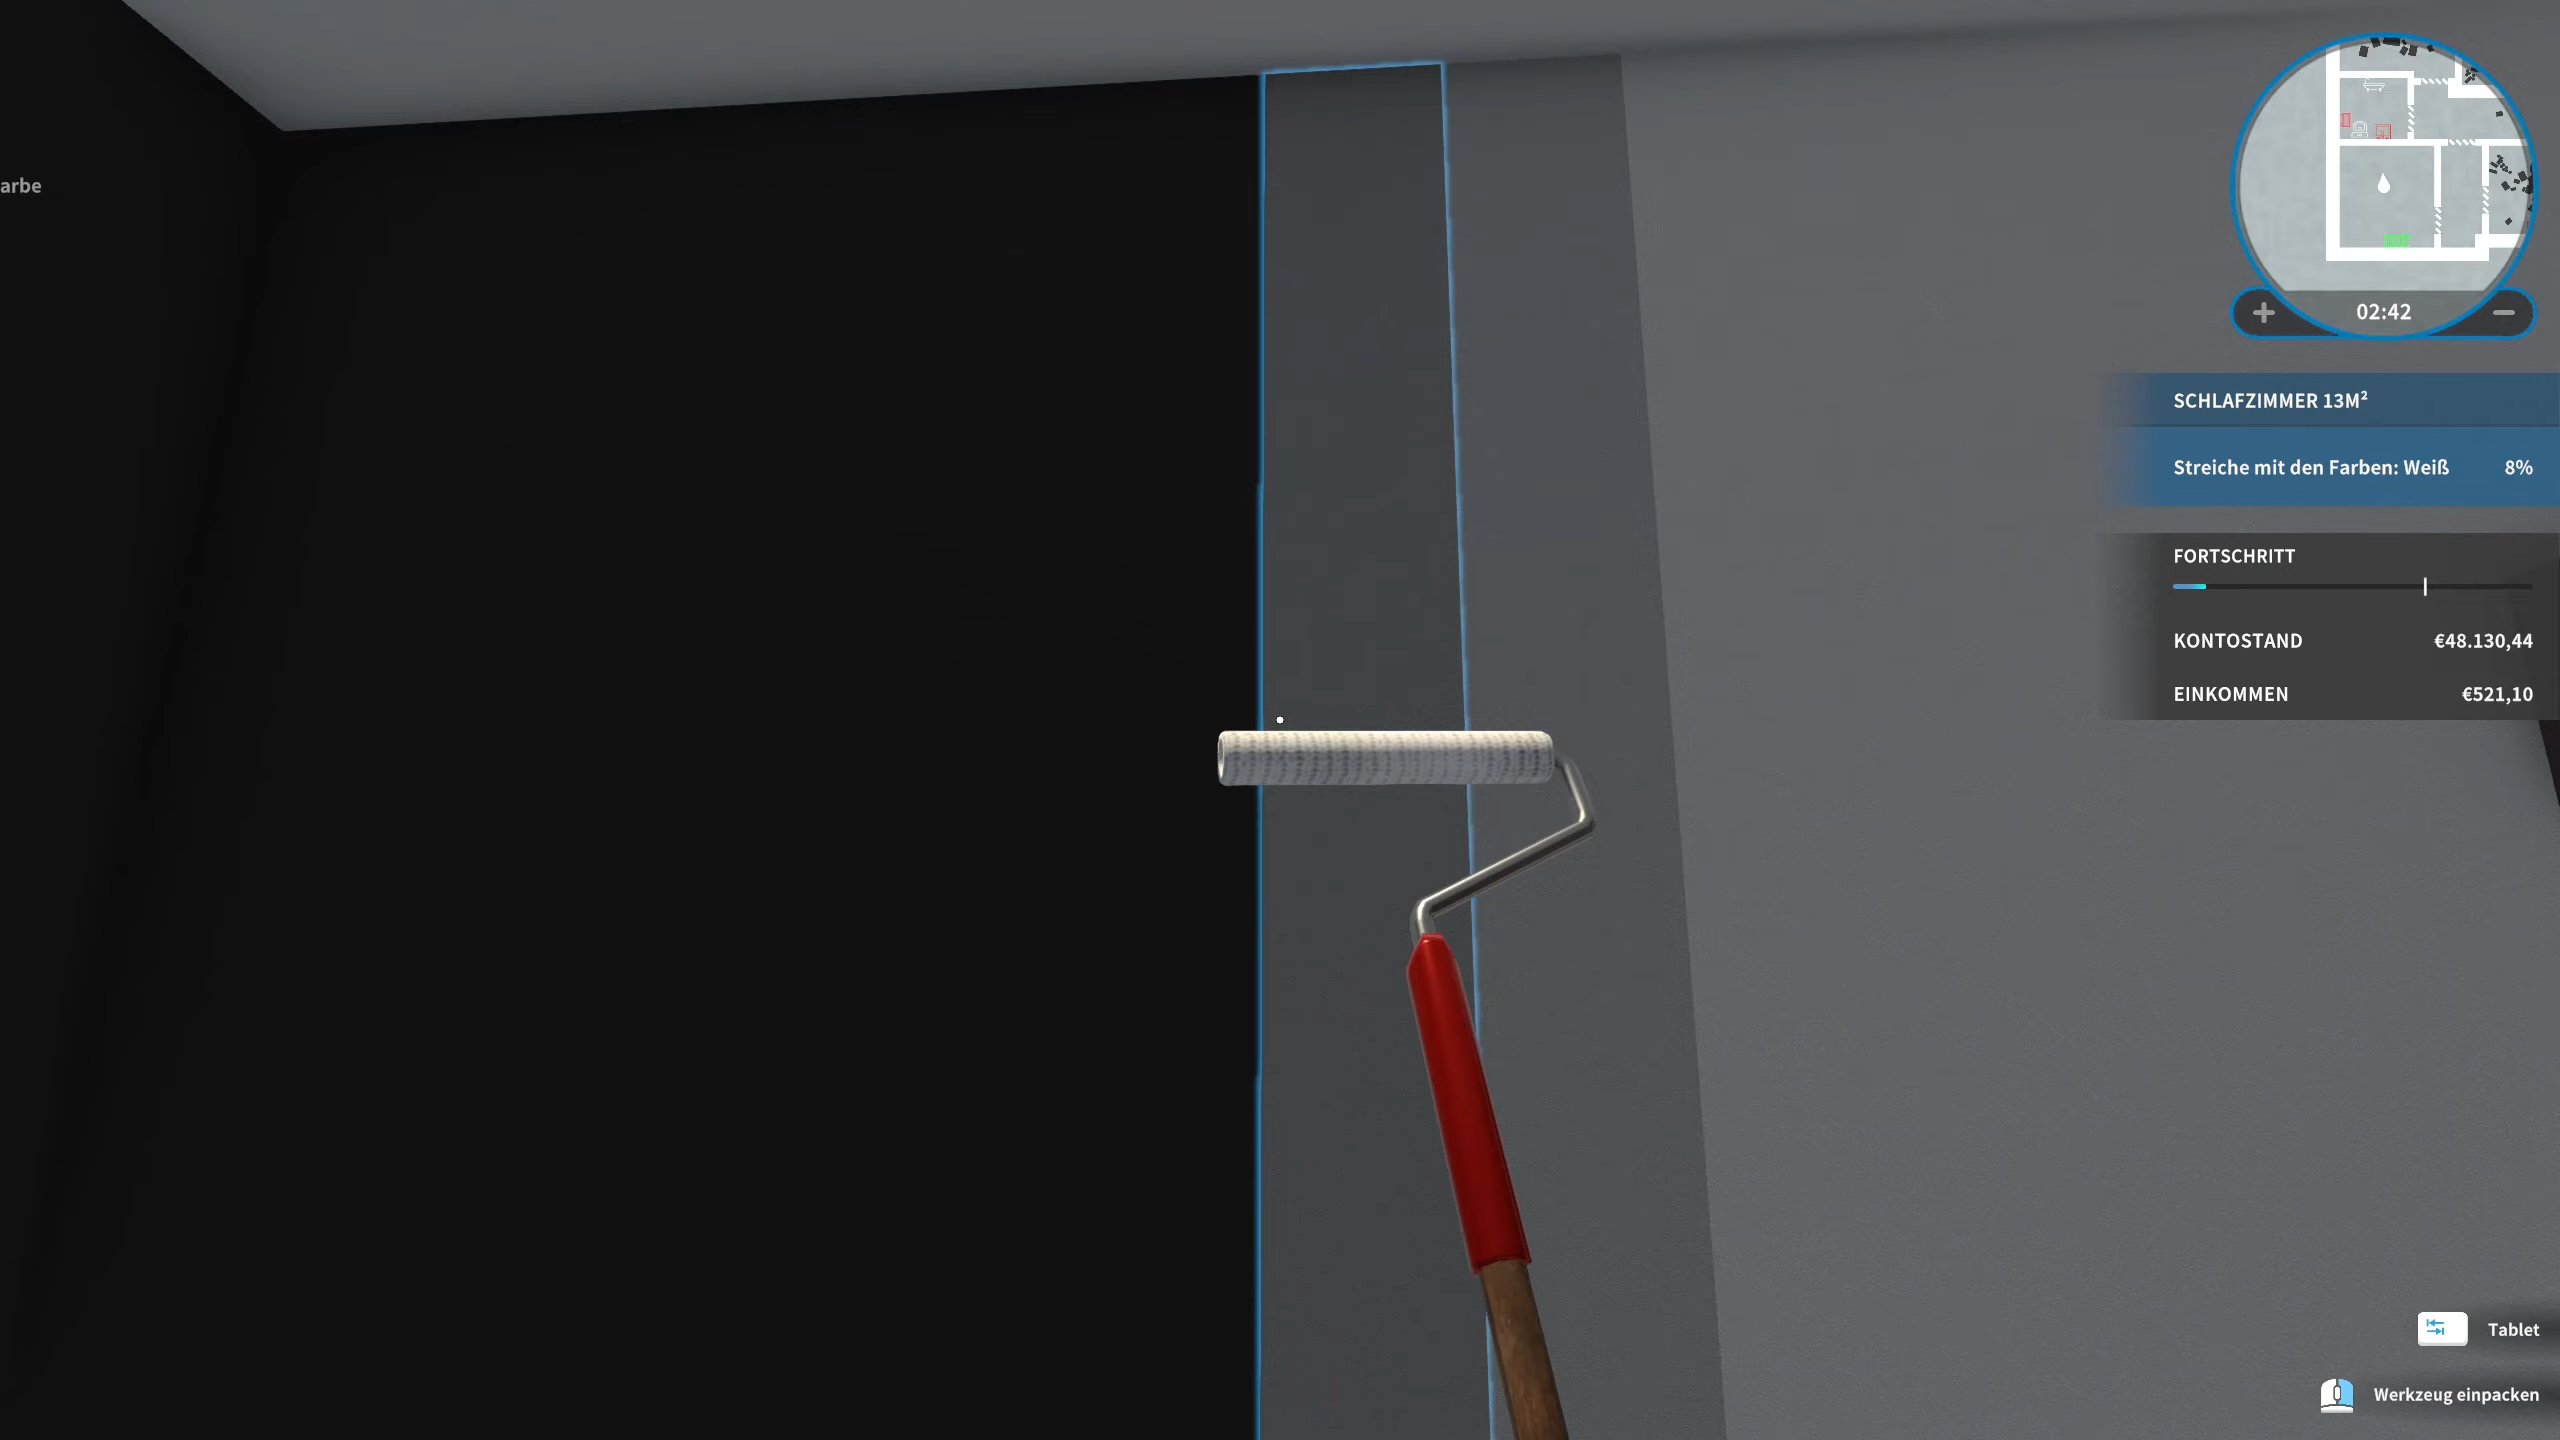 arbe
02:42
SCHLAFZIMMER 13M²
Streiche mit den Farben: Weiß 8%
FORTSCHRITT
KONTOSTAND €48.130,44
EINKOMMEN €521,10
Tablet
Werkzeug einpacken